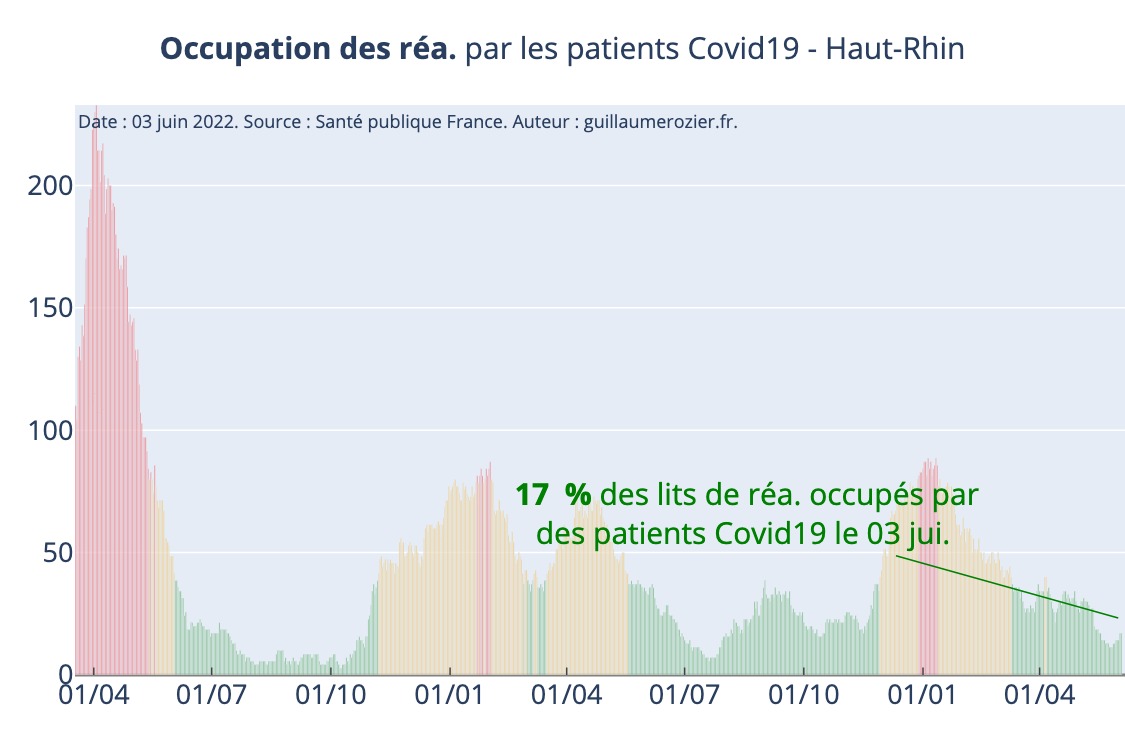 Occupation des réa. par les patients Covid19 - Haut-Rhin
Date : 03 juin 2022. Source : Santé publique France. Auteur : guillaumerozier.fr.
200
150
100
17 % des lits de réa. occupés par
des patients Covid19 le 03 jui.
50
0
01/04 01/07 01/10 01/01 01/04 01/07 01/10 01/01 01/04